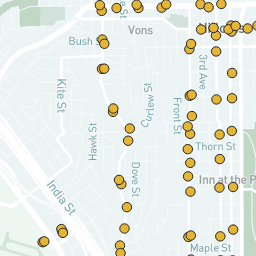 Vons
Bush St
3rd Ave
Kite St
Curlew St
Front St
Hawk St
Thorn St
Dove St
Inn at the P
India St
Maple St